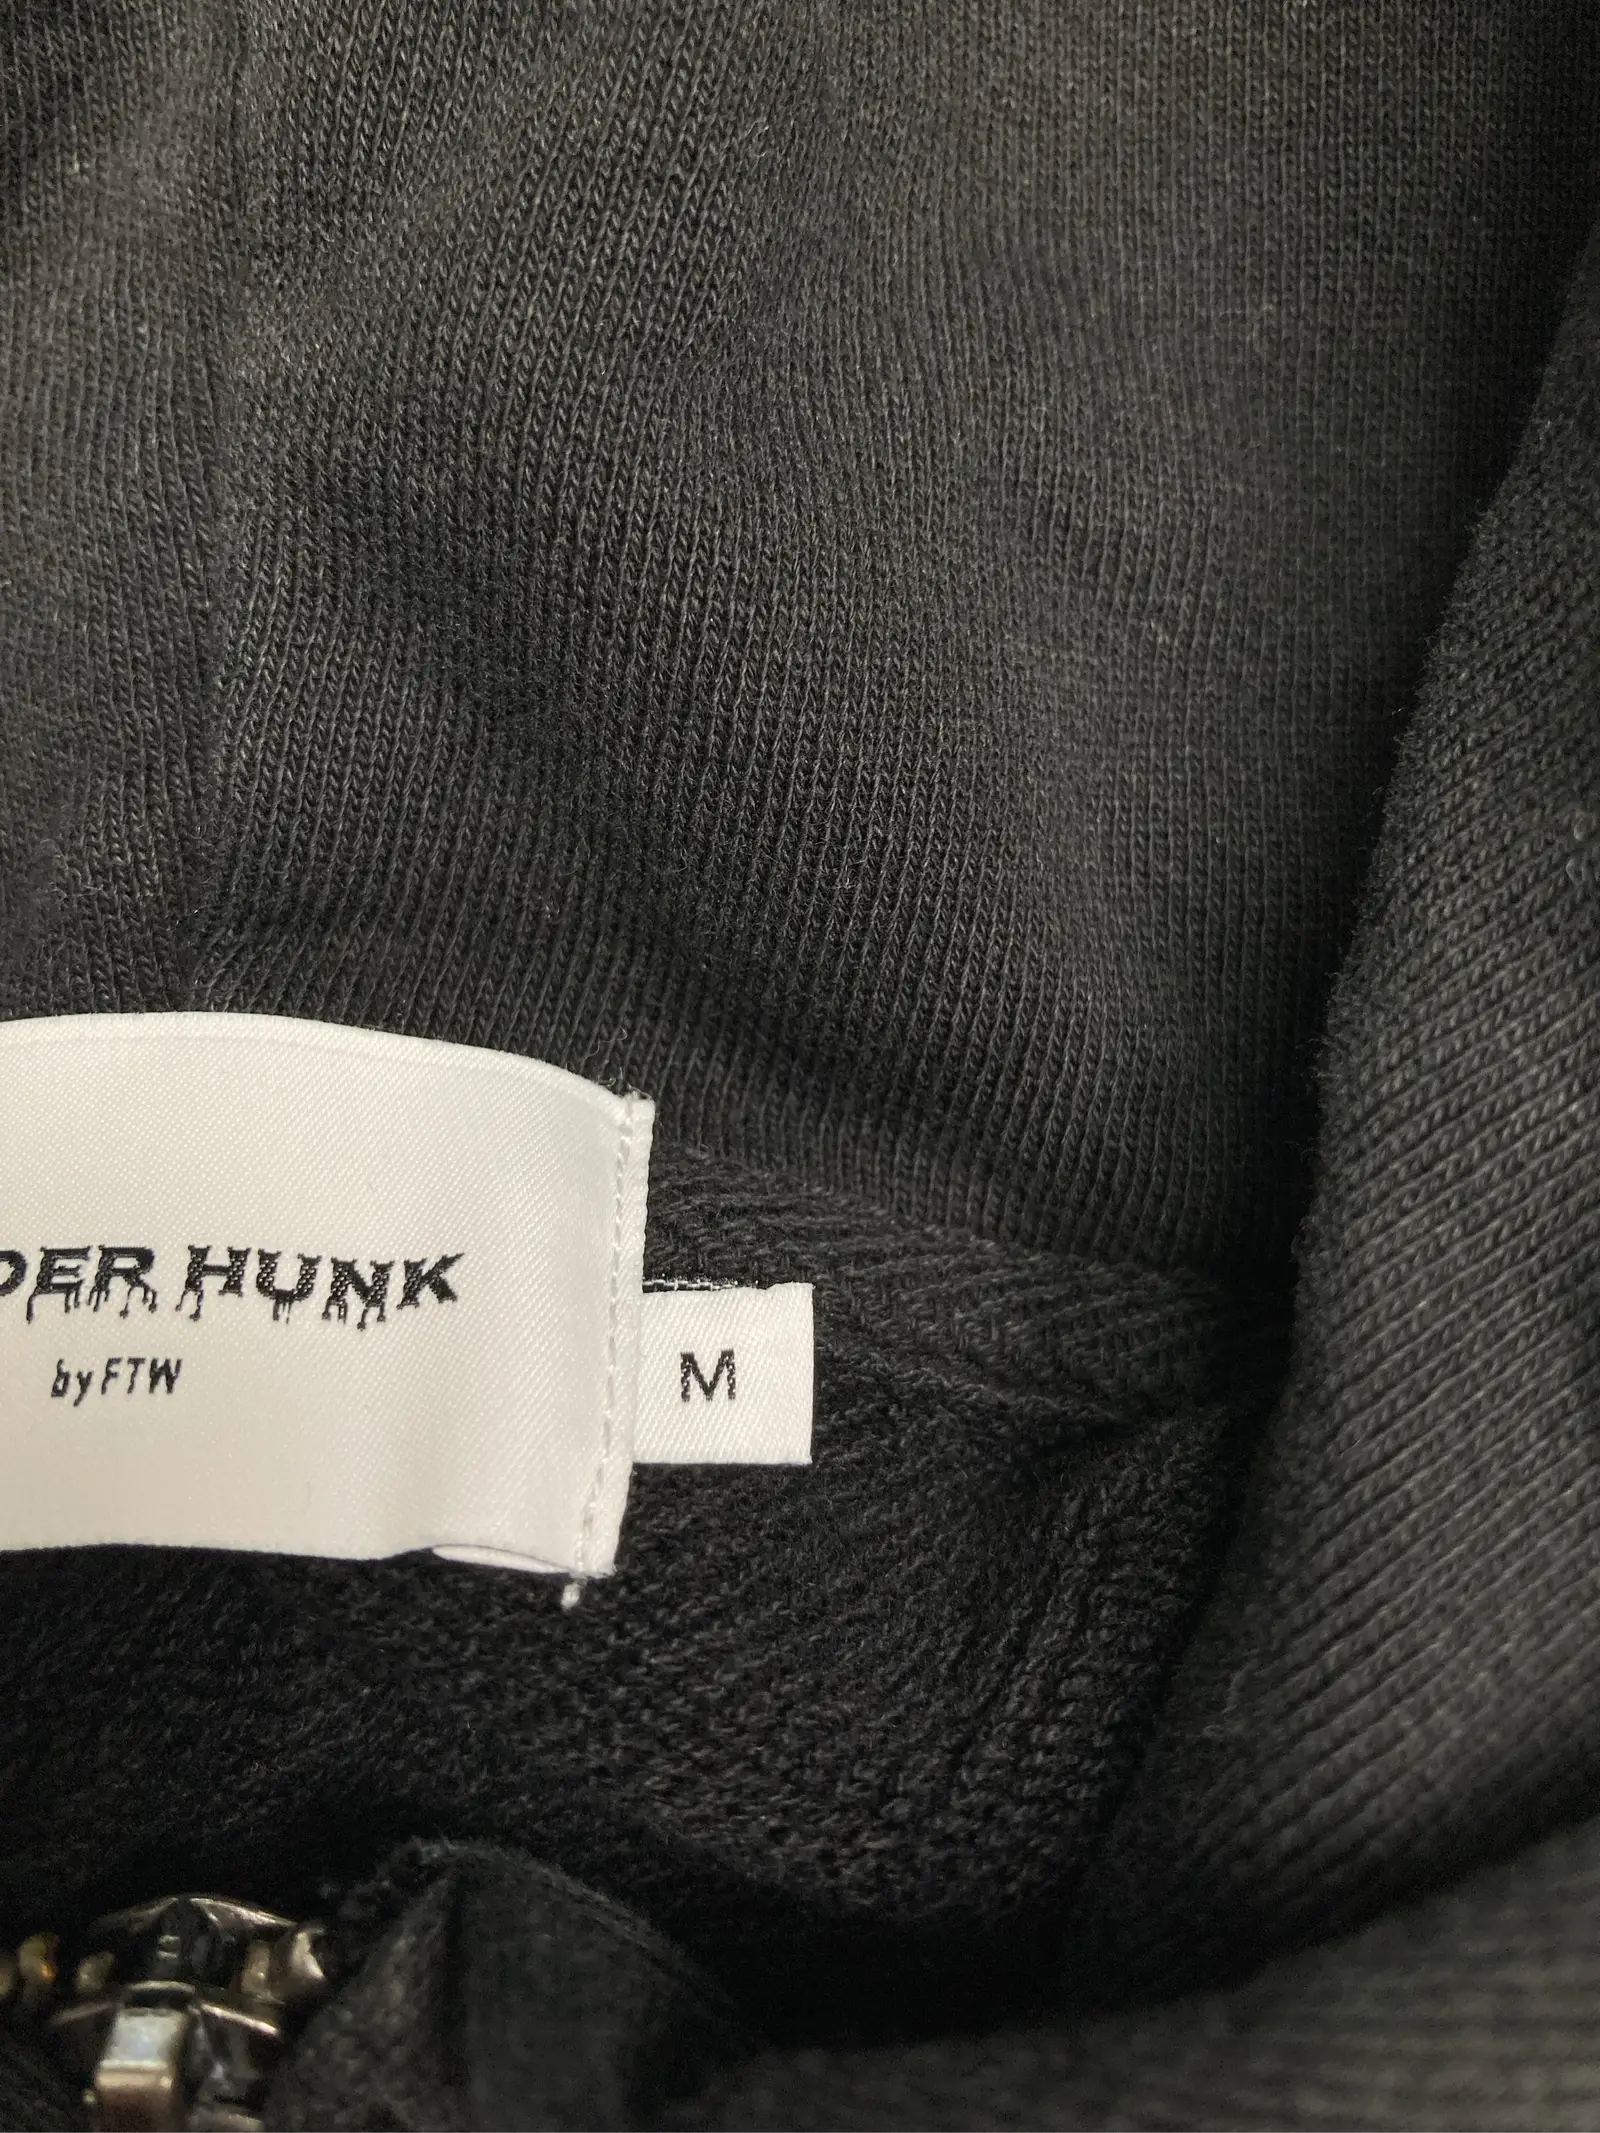 DER HUNK
by FTW
M